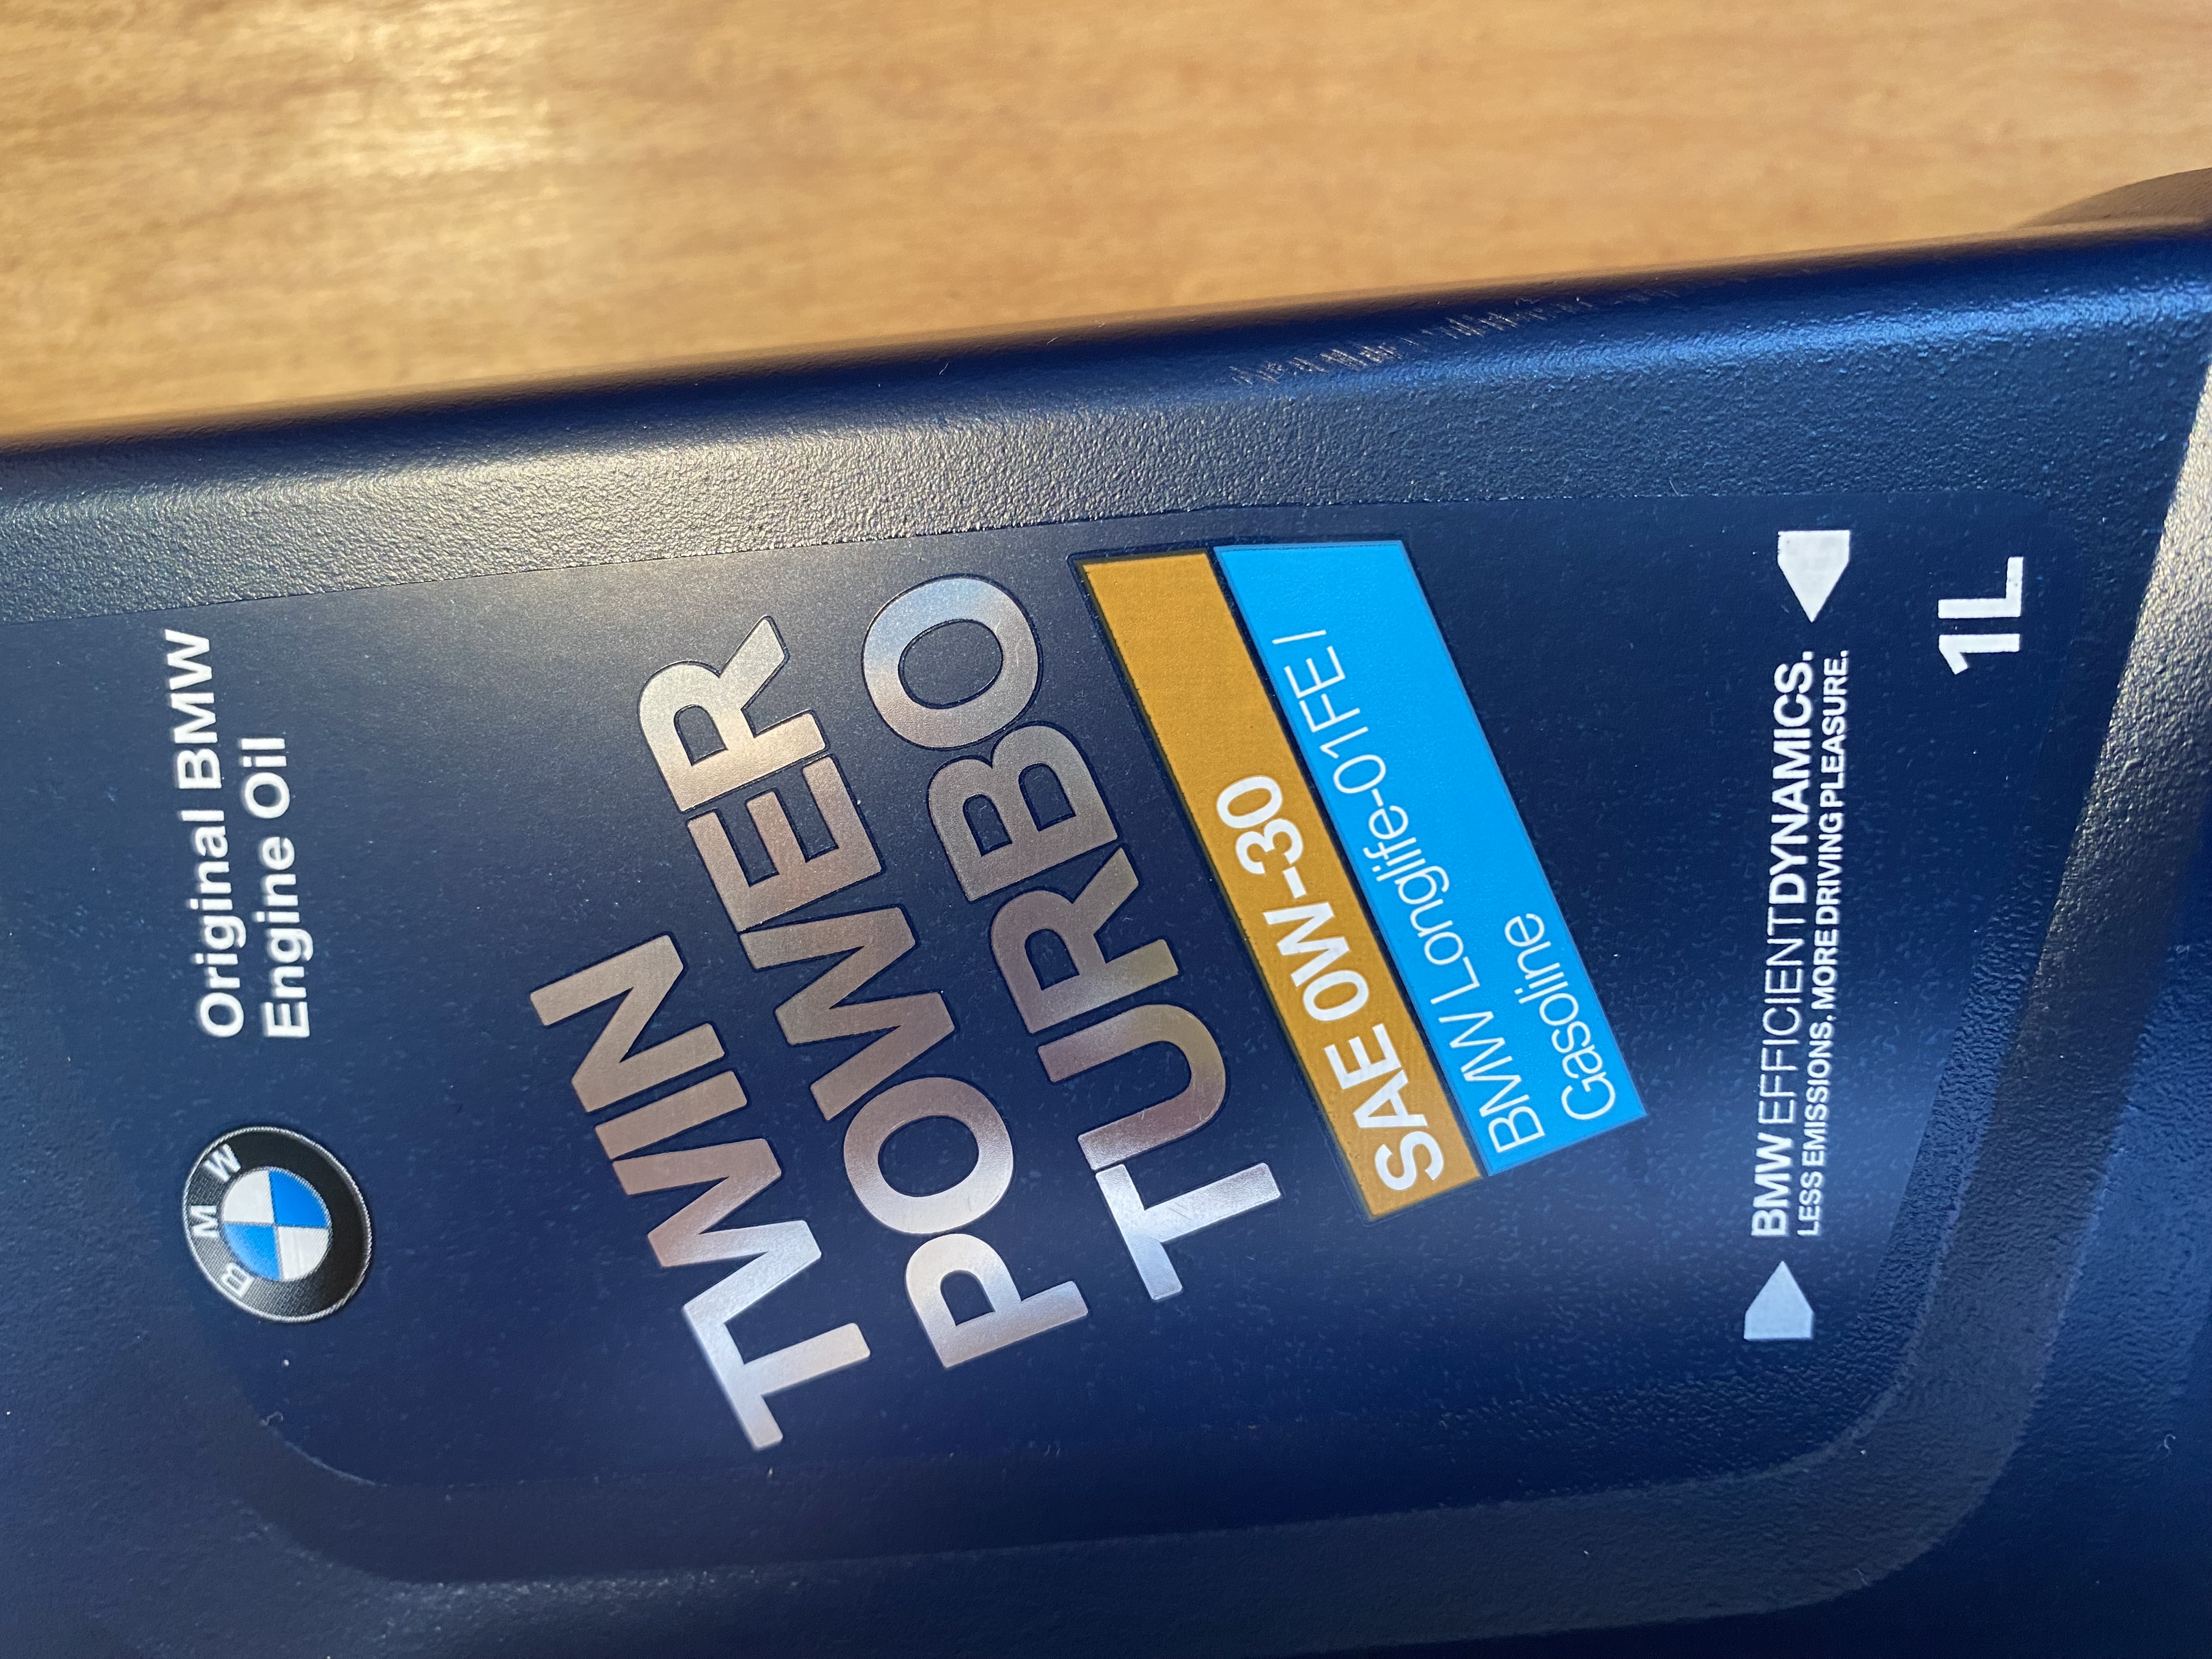 BMW
Original BMW
Engine Oil
TWIN
POWER
TURBO
SAE 0W-30
BMW Longlife-01FE |
Gasoline
BMW EFFICIENTDYNAMICS.
LESS EMISSIONS. MORE DRIVING PLEASURE.
1L